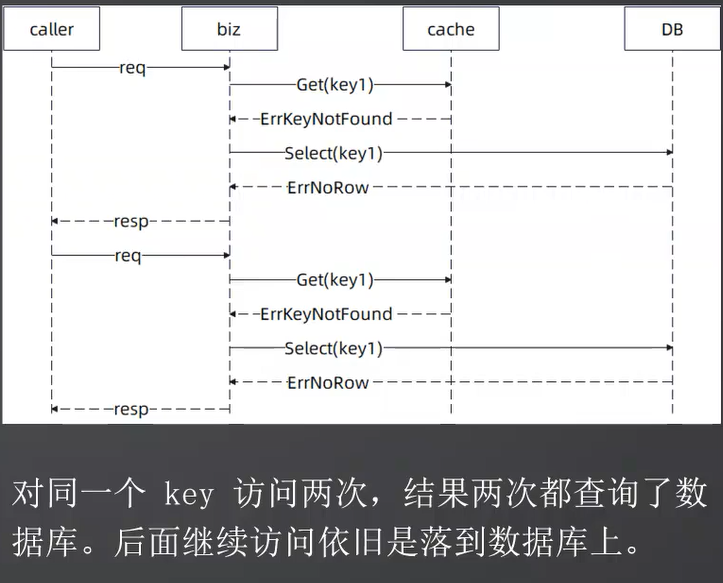 caller biz cache DB
req
Get(key1)
ErrKeyNotFound
Select(key1)
ErrNoRow
resp
req
Get(key1)
ErrKeyNotFound
Select(key1)
ErrNoRow
resp
对同一个 key 访问两次，结果两次都查询了数
据库。后面继续访问依旧是落到数据库上。